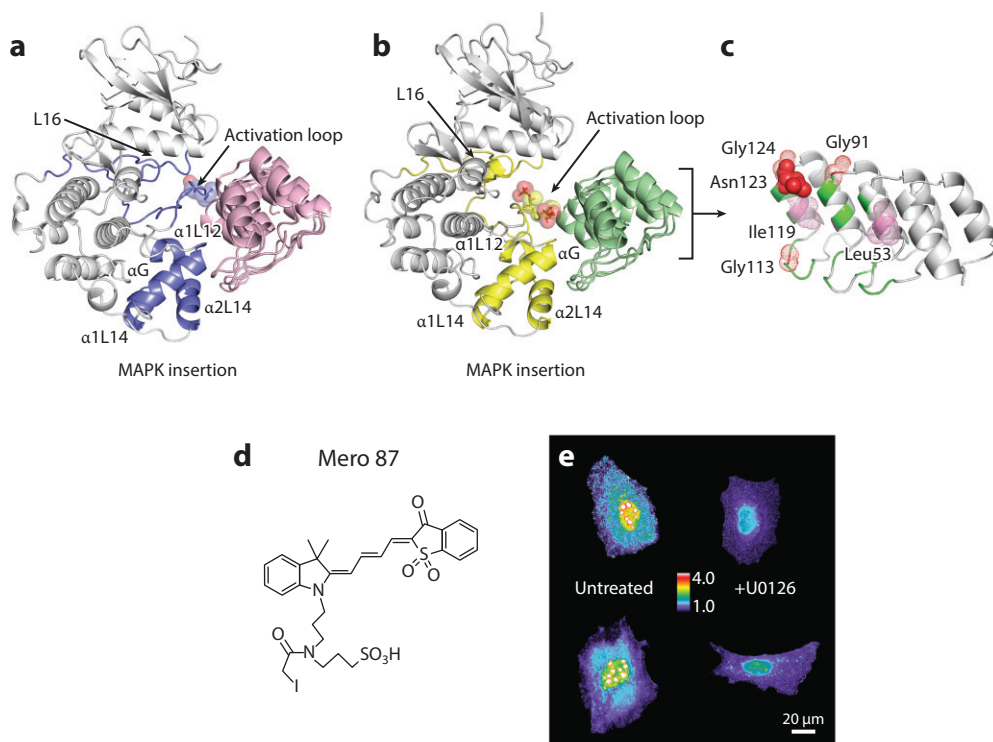 a
L16
Activation loop
α1L12
αG
α1L14
α2L14
MAPK insertion
b
L16
Activation loop
α1L12
αG
α1L14
α2L14
MAPK insertion
c
Gly124
Gly91
Asn123
Ile119
Leu53
Gly113
d
Mero 87
O
S
O
O
N
O
N
SO3H
I
e
Untreated
4.0
1.0
+U0126
20 µm